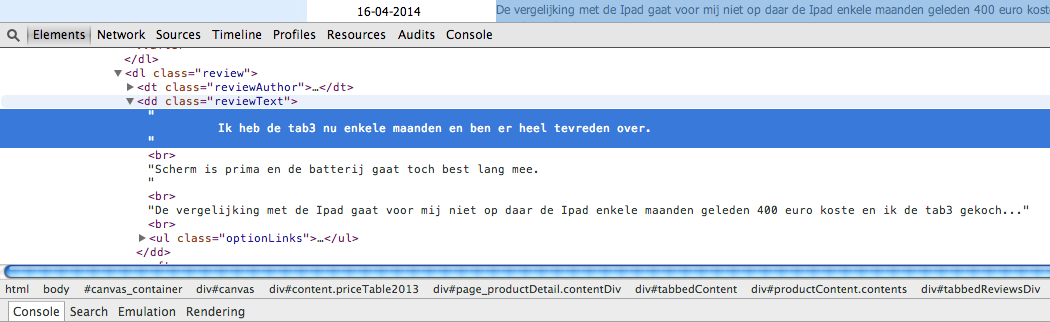 16-04-2014 De vergelijking met de Ipad gaat voor mij niet op daar de Ipad enkele maanden geleden 400 euro koste
Elements Network Sources Timeline Profiles Resources Audits Console
</dl>
▼<dl class="review">
▶<dt class="reviewAuthor">…</dt>
▼<dd class="reviewText">
"
Ik heb de tab3 nu enkele maanden en ben er heel tevreden over.
"
<br>
"Scherm is prima en de batterij gaat toch best lang mee.
"
<br>
"De vergelijking met de Ipad gaat voor mij niet op daar de Ipad enkele maanden geleden 400 euro koste en ik de tab3 gekoch..."
<br>
▶<ul class="optionLinks">…</ul>
</dd>
html body #canvas_container div#canvas div#content.priceTable2013 div#page_productDetail.contentDiv div#tabbedContent div#productContent.contents div#tabbedReviewsDiv
Console Search Emulation Rendering